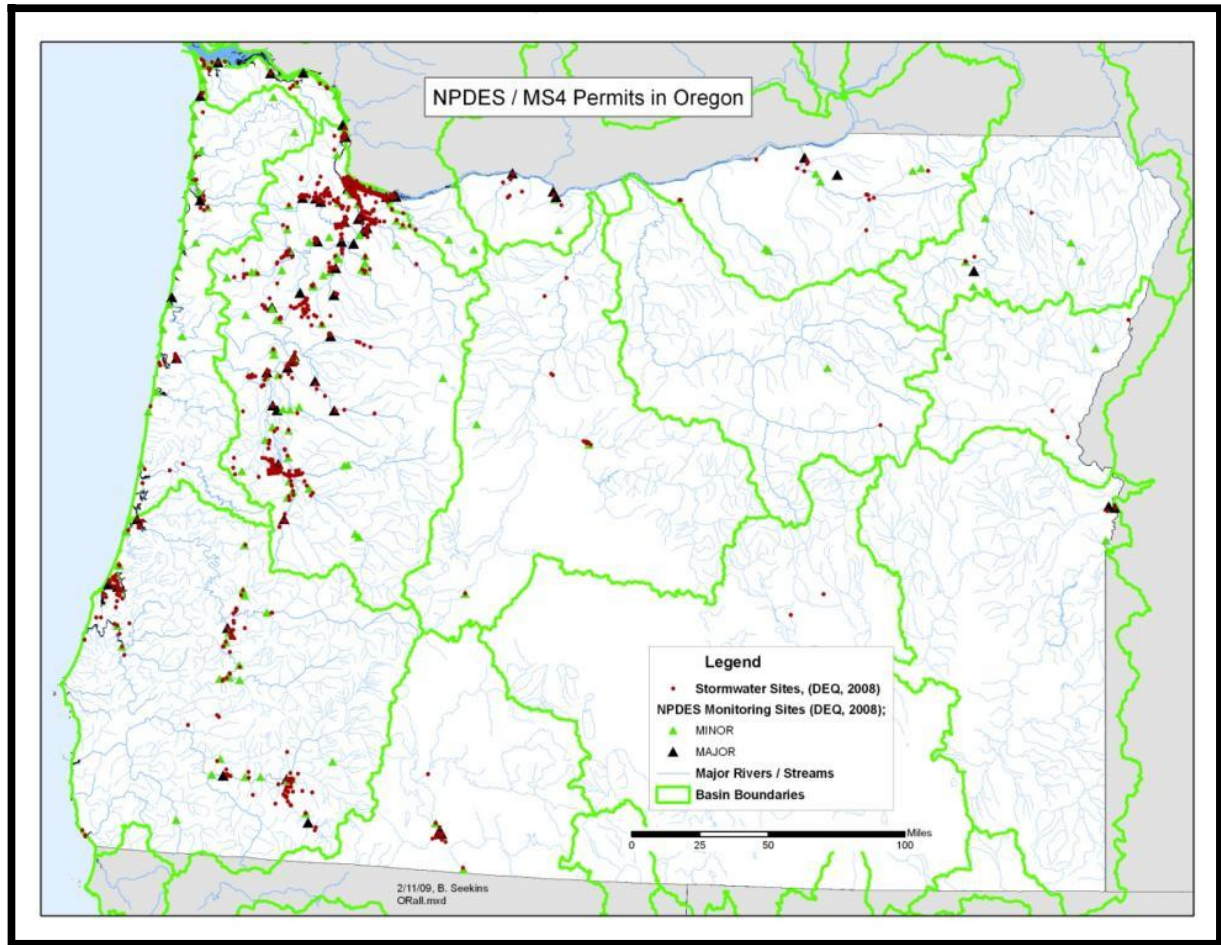 NPDES / MS4 Permits in Oregon
Legend
Stormwater Sites, (DEQ, 2008)
NPDES Monitoring Sites (DEQ, 2008);
MINOR
MAJOR
Major Rivers / Streams
Basin Boundaries
Miles
0 25 50 100
2/11/09, B. Seekins
ORall.mxd